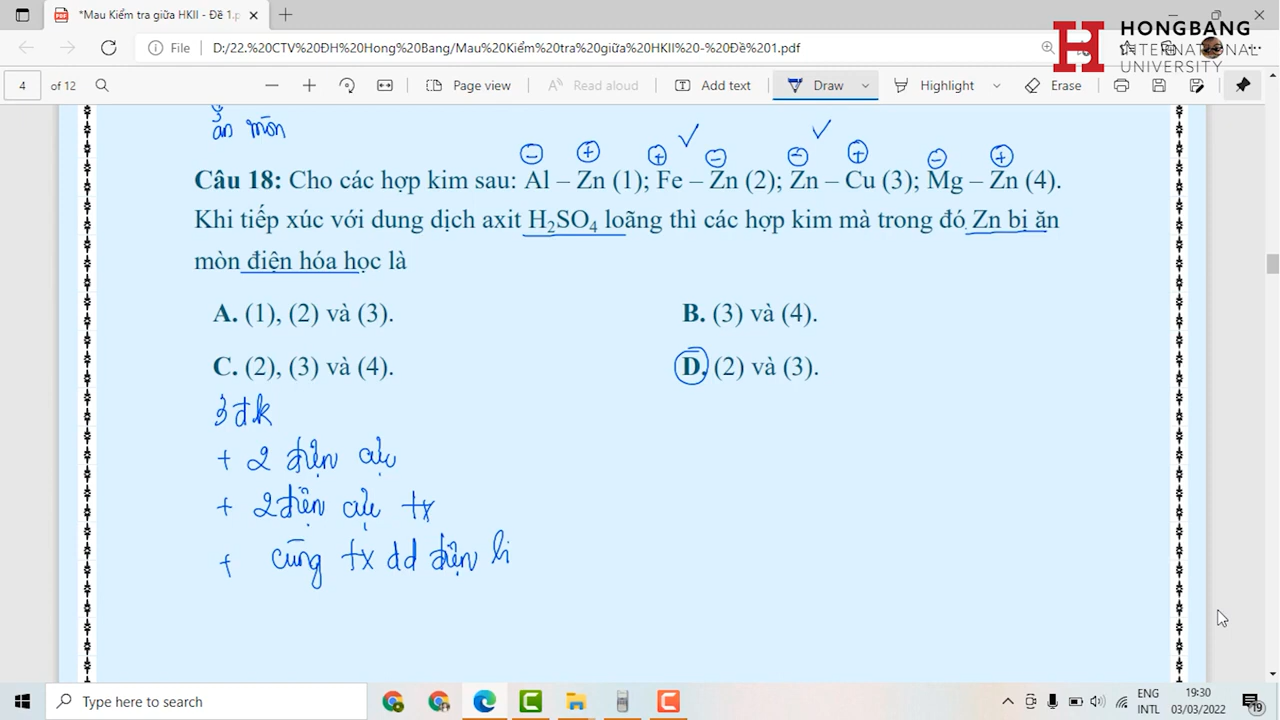 *Mau Kiểm tra giữa HKII - Đề 1.p
HONGBANG
INTERNATIONAL
UNIVERSITY
File D:/22.%20CTV%20ĐH%20Hong%20Bang/Mau%20Kiểm%20tra%20giữa%20HKII%20-%20Đề%201.pdf
4 of 12 Page view Read aloud Add text Draw Highlight Erase
ăn mòn
− + + − − + − +
Câu 18: Cho các hợp kim sau: Al – Zn (1); Fe – Zn (2); Zn – Cu (3); Mg – Zn (4).
Khi tiếp xúc với dung dịch axit H₂SO₄ loãng thì các hợp kim mà trong đó Zn bị ăn
mòn điện hóa học là
A. (1), (2) và (3). B. (3) và (4).
C. (2), (3) và (4). D. (2) và (3).
3 đk
+ 2 điện cực
+ 2 điện cực tx
+ cùng tx dd điện li
Type here to search
ENG 19:30
INTL 03/03/2022 19